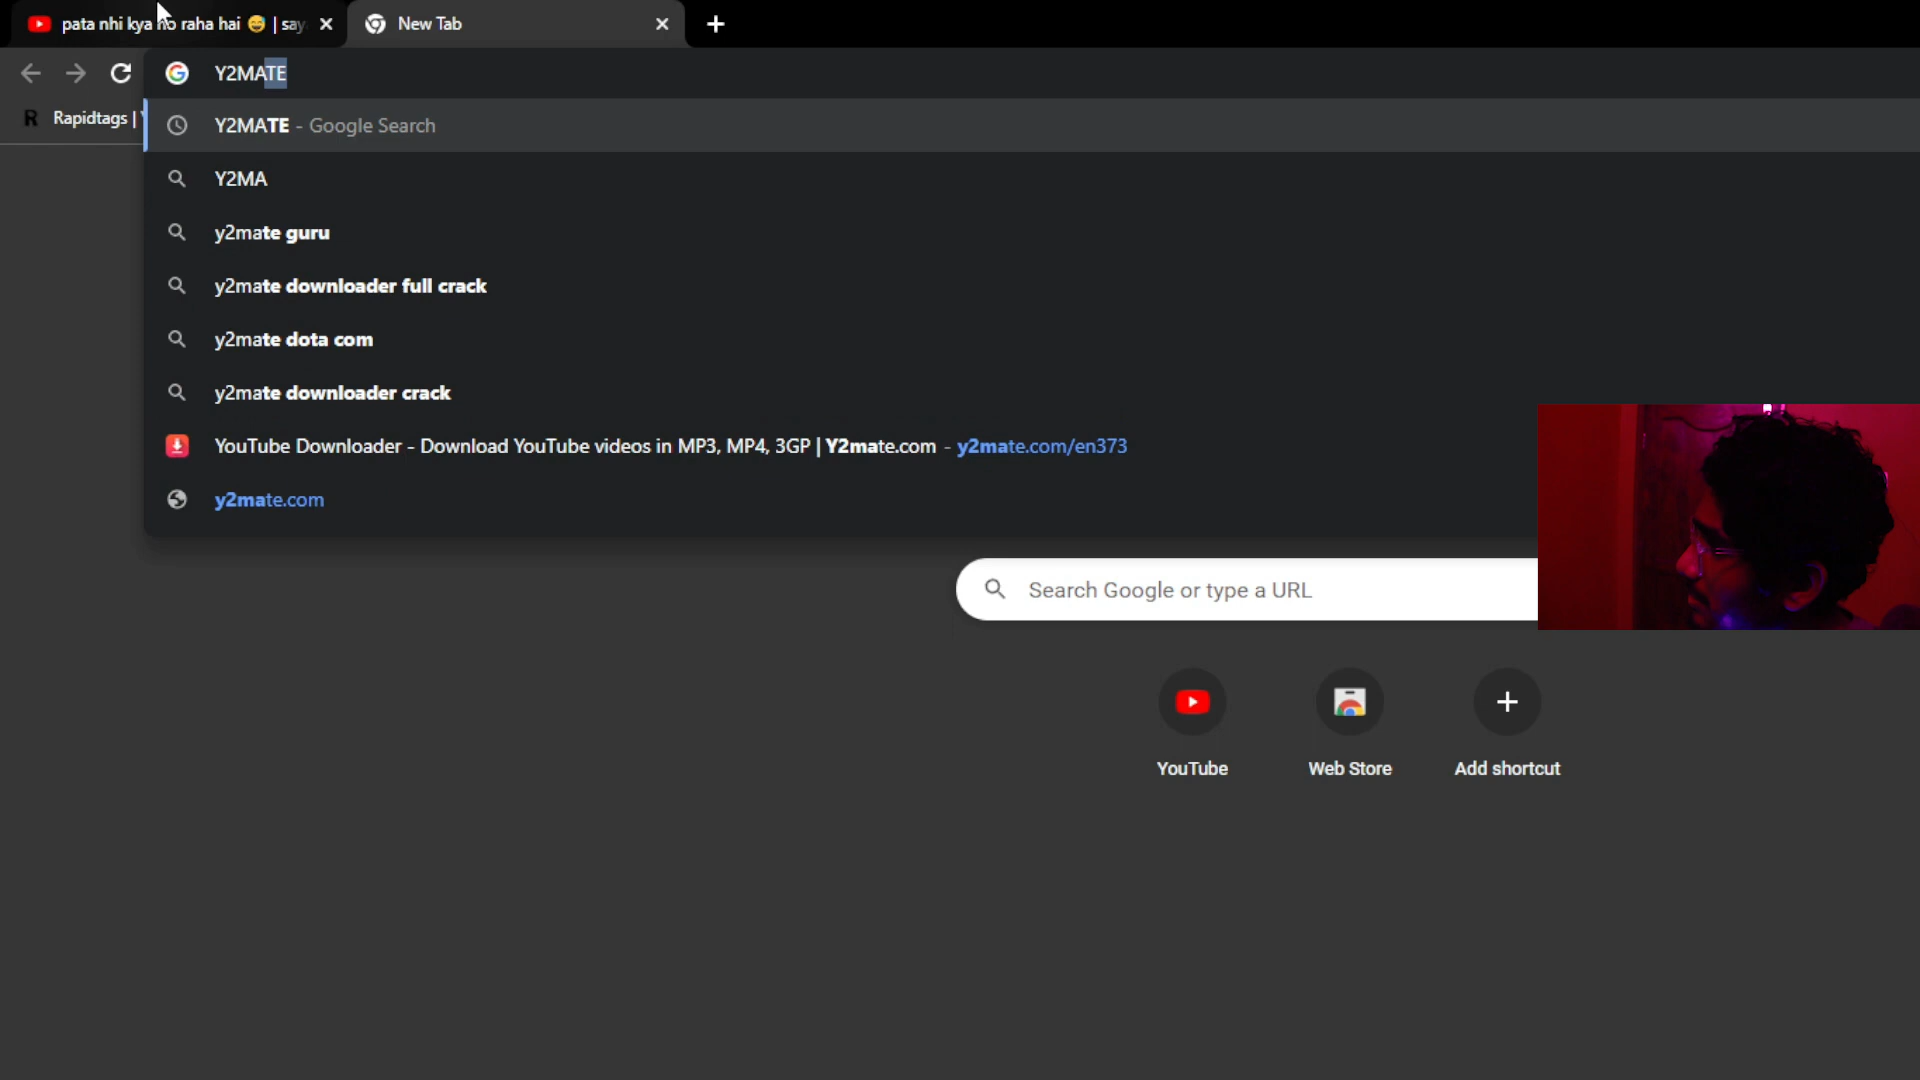 pata nhi kya ho raha hai 😅 | say
New Tab
Y2MATE
Rapidtags |
Y2MATE - Google Search
Y2MA
y2mate guru
y2mate downloader full crack
y2mate dota com
y2mate downloader crack
YouTube Downloader - Download YouTube videos in MP3, MP4, 3GP | Y2mate.com - y2mate.com/en373
y2mate.com
Search Google or type a URL
YouTube
Web Store
Add shortcut